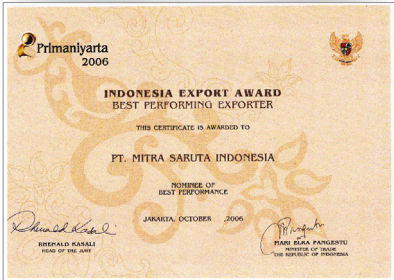 Primaniyarta
2006
INDONESIA EXPORT AWARD
BEST PERFORMING EXPORTER
THIS CERTIFICATE IS AWARDED TO
PT. MITRA SARUTA INDONESIA
NOMINEE OF
BEST PERFORMANCE
JAKARTA, OCTOBER ,2006
Rhenald Kasali
RHENALD KASALI
HEAD OF THE JURY
MARI ELKA PANGESTU
MINISTER OF TRADE
THE REPUBLIC OF INDONESIA